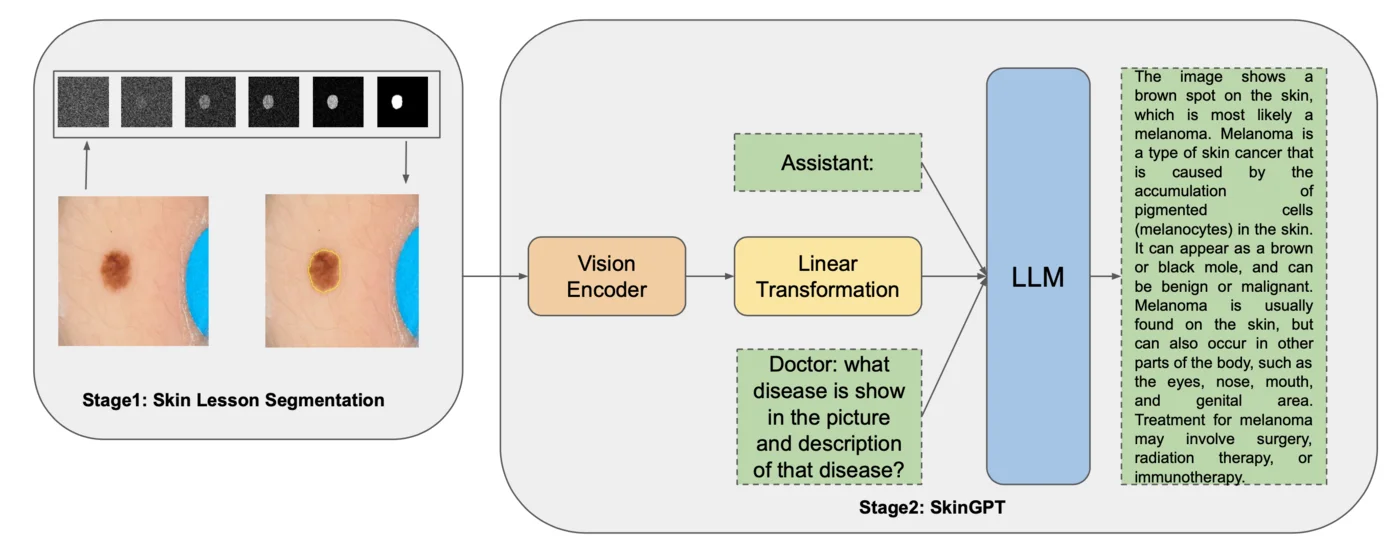 Stage1: Skin Lesson Segmentation
Vision
Encoder
Assistant:
Linear
Transformation
Doctor: what
disease is show
in the picture
and description
of that disease?
LLM
The image shows a
brown spot on the skin,
which is most likely a
melanoma. Melanoma is
a type of skin cancer that
is caused by the
accumulation of
pigmented cells
(melanocytes) in the skin.
It can appear as a brown
or black mole, and can
be benign or malignant.
Melanoma is usually
found on the skin, but
can also occur in other
parts of the body, such as
the eyes, nose, mouth,
and genital area.
Treatment for melanoma
may involve surgery,
radiation therapy, or
immunotherapy.
Stage2: SkinGPT